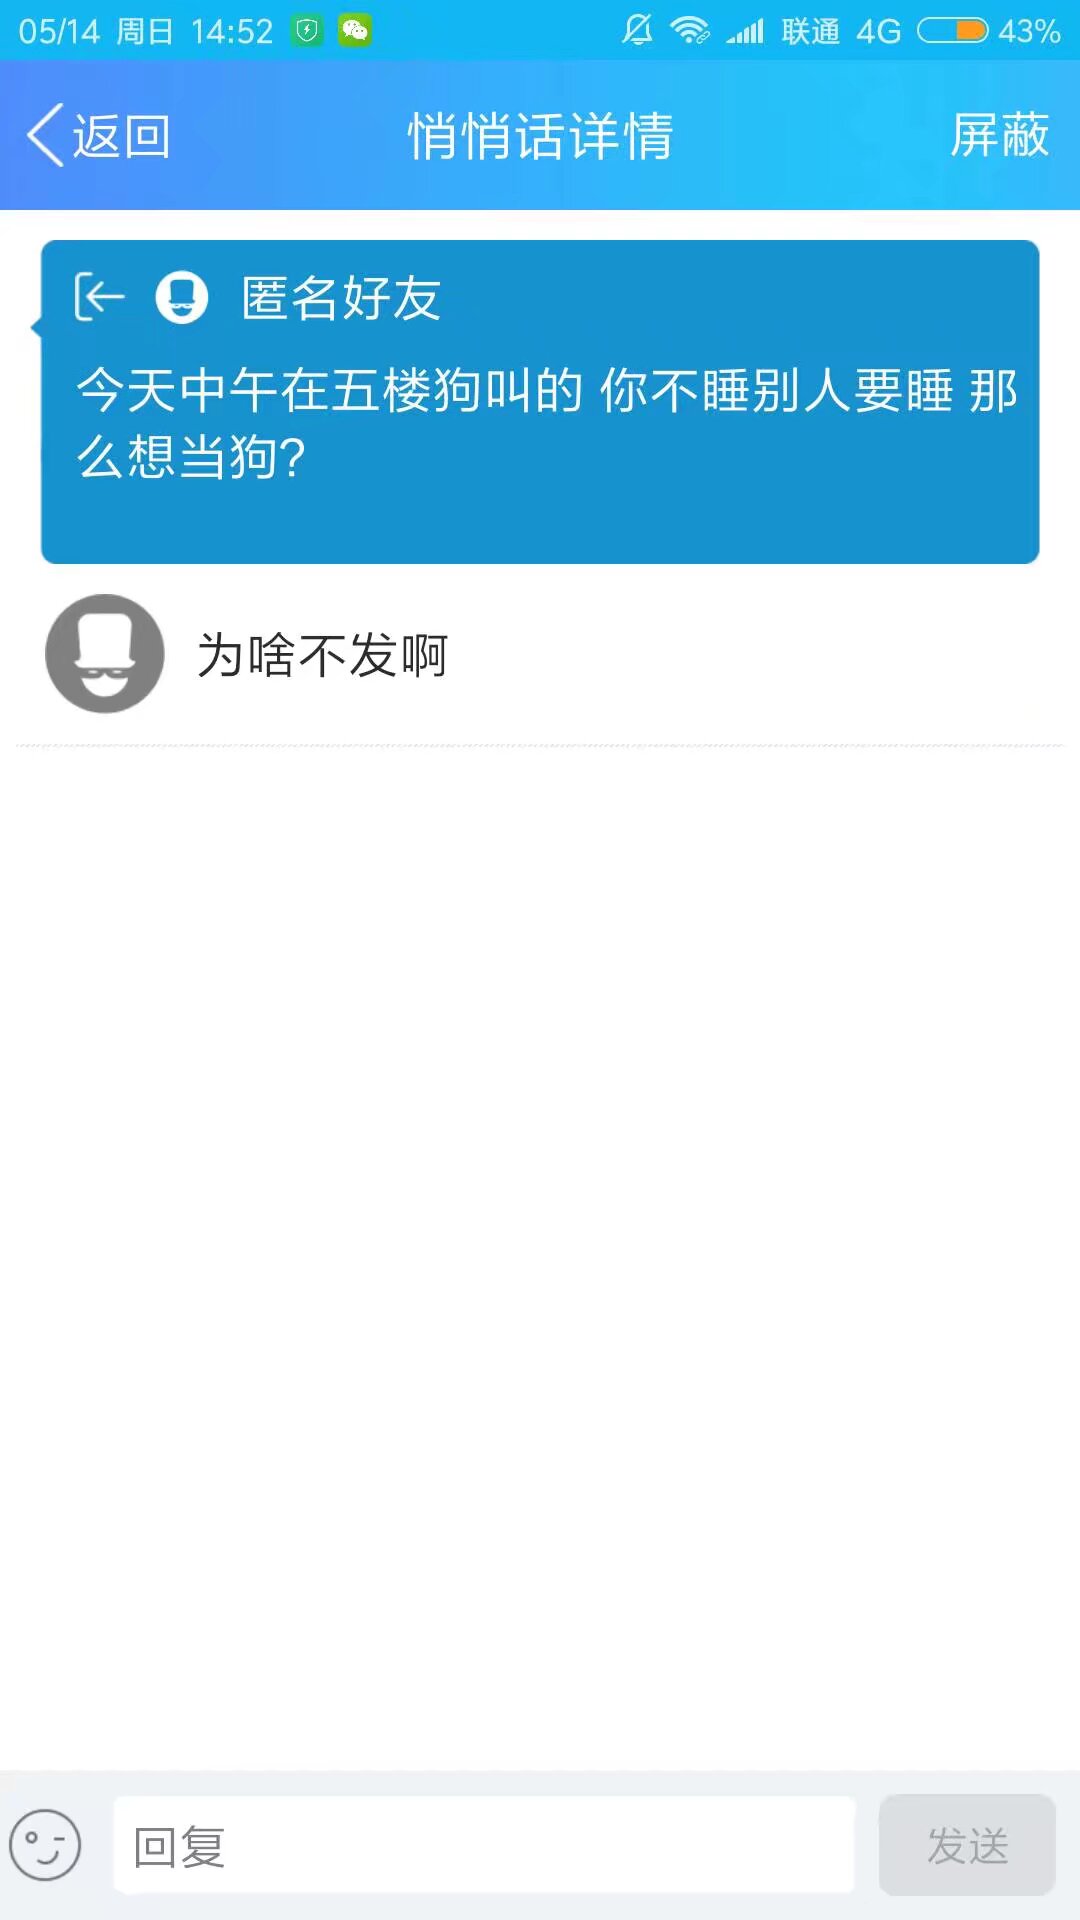 05/14 周日 14:52 联通 4G 43%
返回 悄悄话详情 屏蔽
匿名好友
今天中午在五楼狗叫的 你不睡别人要睡 那
么想当狗?
为啥不发啊
回复 发送